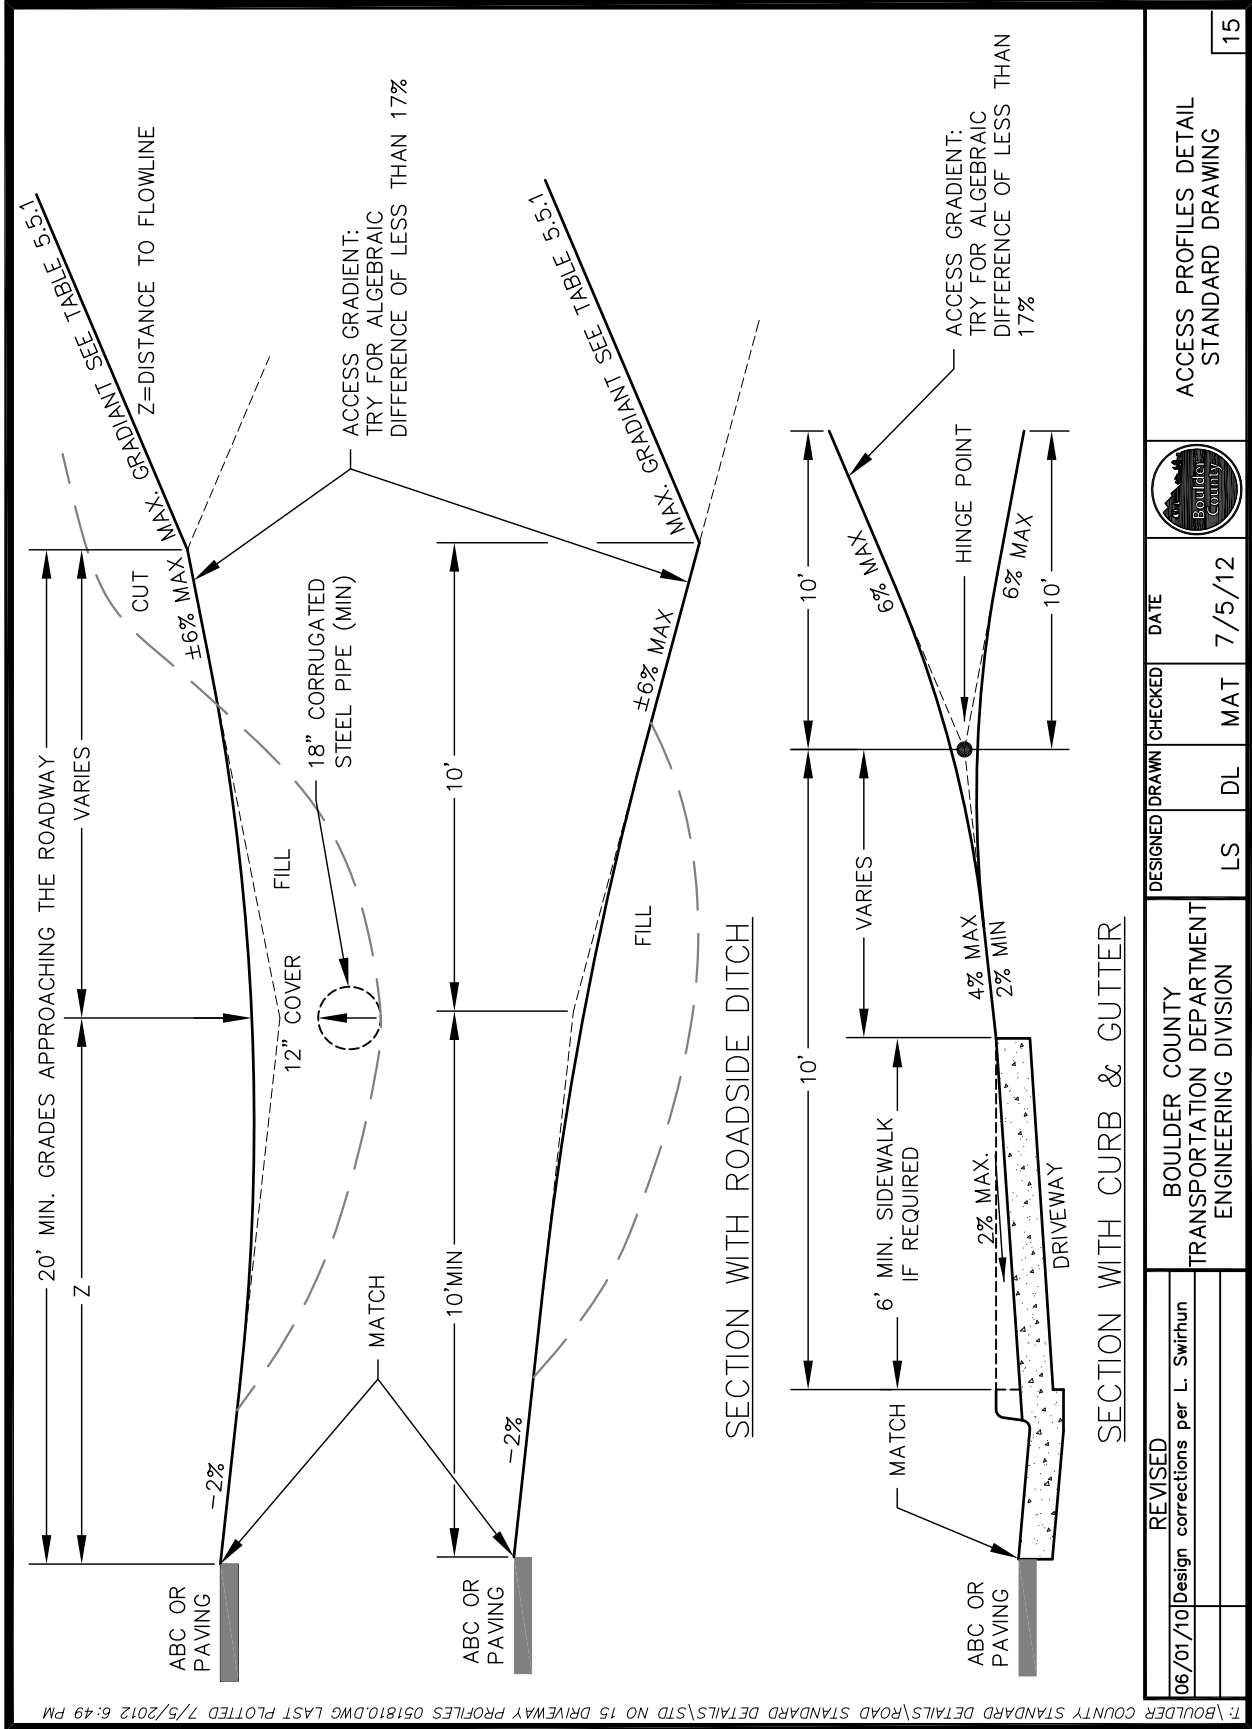 20' MIN. GRADES APPROACHING THE ROADWAY
Z
VARIES
ABC OR
PAVING
-2%
MATCH
12" COVER
FILL
18" CORRUGATED
STEEL PIPE (MIN)
CUT
±6% MAX
MAX. GRADIANT SEE TABLE 5.5.1
Z=DISTANCE TO FLOWLINE
ACCESS GRADIENT:
TRY FOR ALGEBRAIC
DIFFERENCE OF LESS THAN 17%
10'MIN
10'
ABC OR
PAVING
-2%
FILL
±6% MAX
MAX. GRADIANT SEE TABLE 5.5.1
SECTION WITH ROADSIDE DITCH
10'
10'
VARIES
6' MIN. SIDEWALK
IF REQUIRED
MATCH
ABC OR
PAVING
2% MAX.
DRIVEWAY
4% MAX
2% MIN
6% MAX
HINGE POINT
6% MAX
10'
ACCESS GRADIENT:
TRY FOR ALGEBRAIC
DIFFERENCE OF LESS THAN
17%
SECTION WITH CURB & GUTTER
REVISED
06/01/10 Design corrections per L. Swirhun
BOULDER COUNTY
TRANSPORTATION DEPARTMENT
ENGINEERING DIVISION
DESIGNED DRAWN CHECKED DATE
LS DL MAT 7/5/12
Boulder
County
ACCESS PROFILES DETAIL
STANDARD DRAWING
15
T: \BOULDER COUNTY STANDARD DETAILS\ROAD STANDARD DETAILS\STD NO 15 DRIVEWAY PROFILES 051810.DWG LAST PLOTTED 7/5/2012 6:49 PM